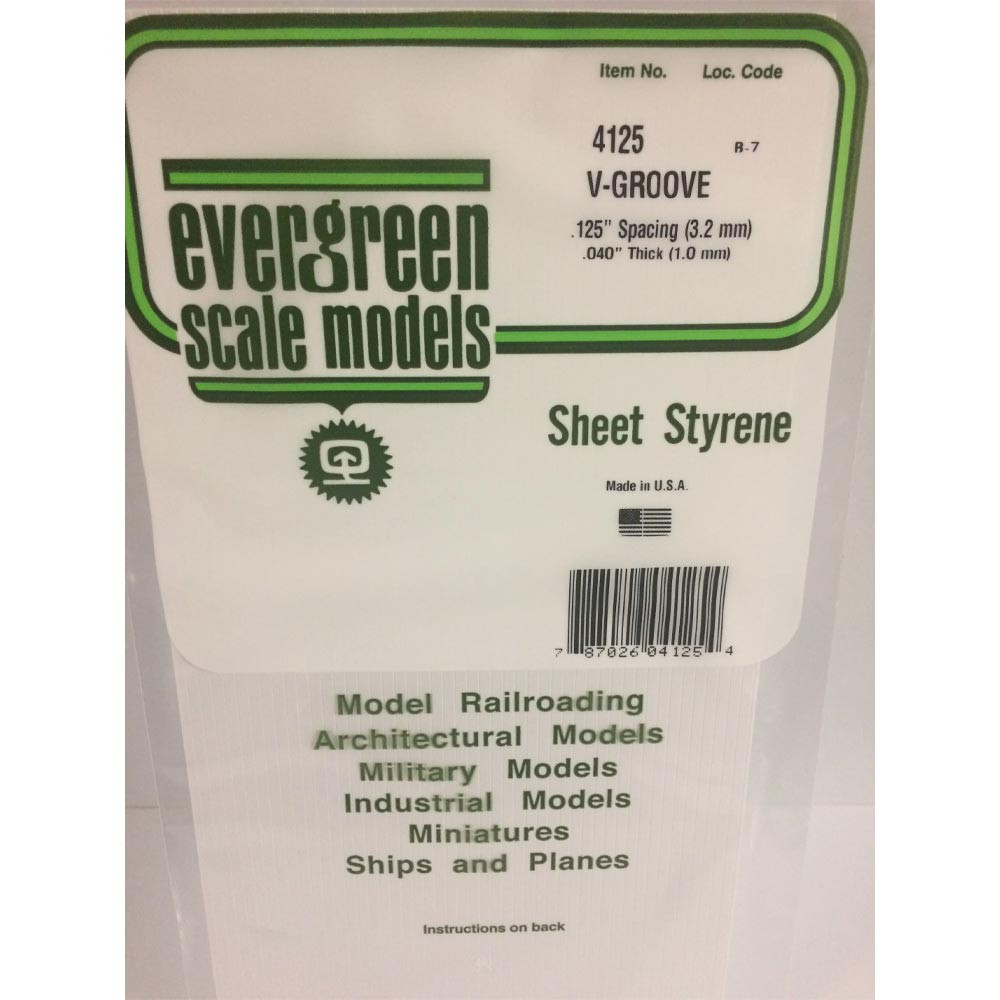 Item No. Loc. Code
4125 B-7
V-GROOVE
.125" Spacing (3.2 mm)
.040" Thick (1.0 mm)
evergreen
scale models
Sheet Styrene
Made in U.S.A.
7 87026 04125 4
Model Railroading
Architectural Models
Military Models
Industrial Models
Miniatures
Ships and Planes
Instructions on back